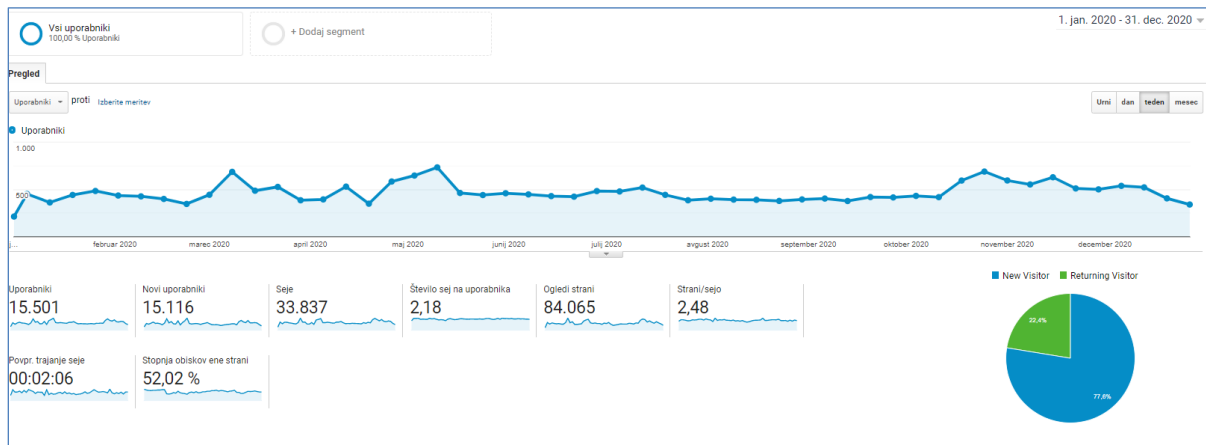 Vsi uporabniki
100,00 % Uporabniki
+ Dodaj segment
1. jan. 2020 - 31. dec. 2020
Pregled
Uporabniki
proti
Izberite meritev
Urni dan teden mesec
Uporabniki
1.000
500
j...
februar 2020
marec 2020
april 2020
maj 2020
junij 2020
julij 2020
avgust 2020
september 2020
oktober 2020
november 2020
december 2020
New Visitor
Returning Visitor
Uporabniki
15.501
Novi uporabniki
15.116
Seje
33.837
Število sej na uporabnika
2,18
Ogledi strani
84.065
Strani/sejo
2,48
Povpr. trajanje seje
00:02:06
Stopnja obiskov ene strani
52,02 %
22,4%
77,6%